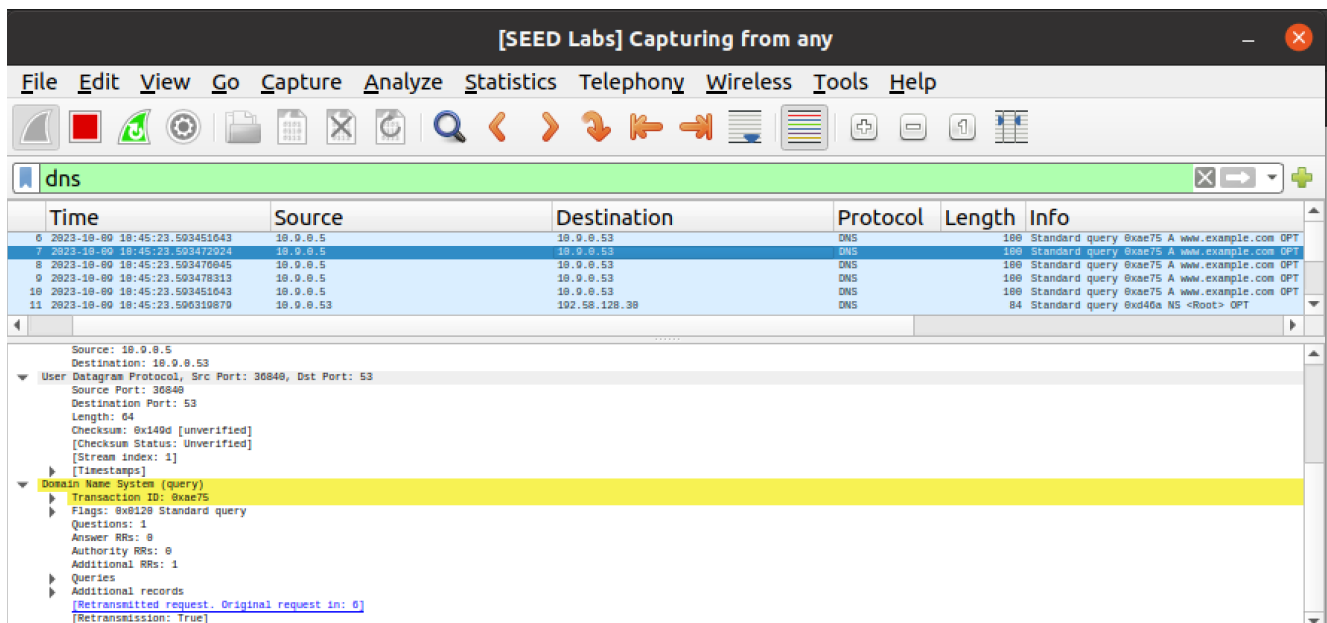 [SEED Labs] Capturing from any
File Edit View Go Capture Analyze Statistics Telephony Wireless Tools Help
dns
Time Source Destination Protocol Length Info
6 2023-10-09 10:45:23.593451643 10.9.0.5 10.9.0.53 DNS 100 Standard query 0xae75 A www.example.com OPT
7 2023-10-09 10:45:23.593472924 10.9.0.5 10.9.0.53 DNS 100 Standard query 0xae75 A www.example.com OPT
8 2023-10-09 10:45:23.593476045 10.9.0.5 10.9.0.53 DNS 100 Standard query 0xae75 A www.example.com OPT
9 2023-10-09 10:45:23.593478313 10.9.0.5 10.9.0.53 DNS 100 Standard query 0xae75 A www.example.com OPT
10 2023-10-09 10:45:23.593451643 10.9.0.5 10.9.0.53 DNS 100 Standard query 0xae75 A www.example.com OPT
11 2023-10-09 10:45:23.596319879 10.9.0.53 192.58.128.30 DNS 84 Standard query 0xd46a NS <Root> OPT
Source: 10.9.0.5
Destination: 10.9.0.53
User Datagram Protocol, Src Port: 36840, Dst Port: 53
Source Port: 36840
Destination Port: 53
Length: 64
Checksum: 0x149d [unverified]
[Checksum Status: Unverified]
[Stream index: 1]
[Timestamps]
Domain Name System (query)
Transaction ID: 0xae75
Flags: 0x0120 Standard query
Questions: 1
Answer RRs: 0
Authority RRs: 0
Additional RRs: 1
Queries
Additional records
[Retransmitted request. Original request in: 6]
[Retransmission: True]